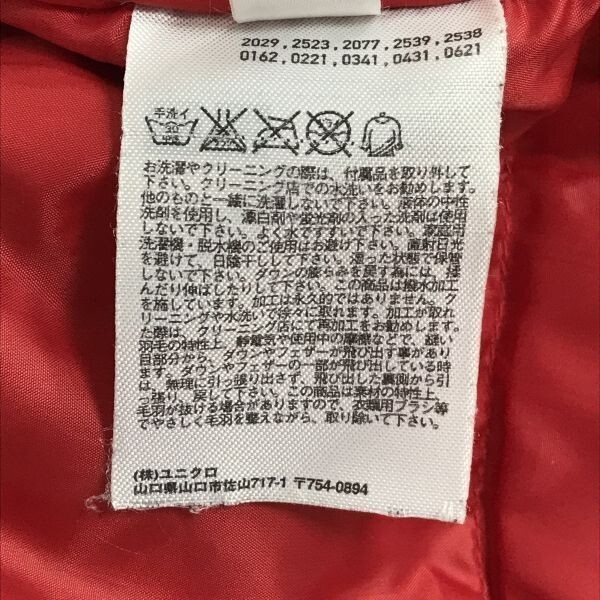 2029,2523,2077,2539,2538
0162,0221,0341,0431,0621
手洗イ
30
中性
エンソサラシ
ドライ
お洗濯やクリーニングの際は、付属品を取り外して
下さい。クリーニング店での水洗いをお勧めします。
他のものと一緒に洗濯しないで下さい。液体の中性
洗剤を使用し、漂白剤や蛍光剤の入った洗剤は使用
しないで下さい。よく水ですすいで下さい。家庭用
洗濯機・脱水機のご使用はお避け下さい。直射日光
を避けて、日陰干しして下さい。湿った状態で保管
しないで下さい。ダウンの膨らみを戻す為には、揉
んだり伸ばしたりして下さい。この商品は撥水加工
を施しています。加工は永久的ではありません。ク
リーニングや水洗いで徐々に取れます。加工が取れ
た際は、クリーニング店にて再加工をお勧めします。
羽毛の特性上、静電気や使用中の摩擦などで、縫い
目部分から、ダウンやフェザーが飛び出す事があり
ます。ダウンやフェザーの一部が飛び出している時
は、無理に引っ張り出さず、飛び出した裏側から引
っ張り、戻して下さい。この商品は素材の特性上、
毛羽が抜ける場合がありますので、衣類用ブラシ等
でやさしく毛羽を整えながら、取り除いて下さい。
(株)ユニクロ
山口県山口市佐山717-1 〒754-0894